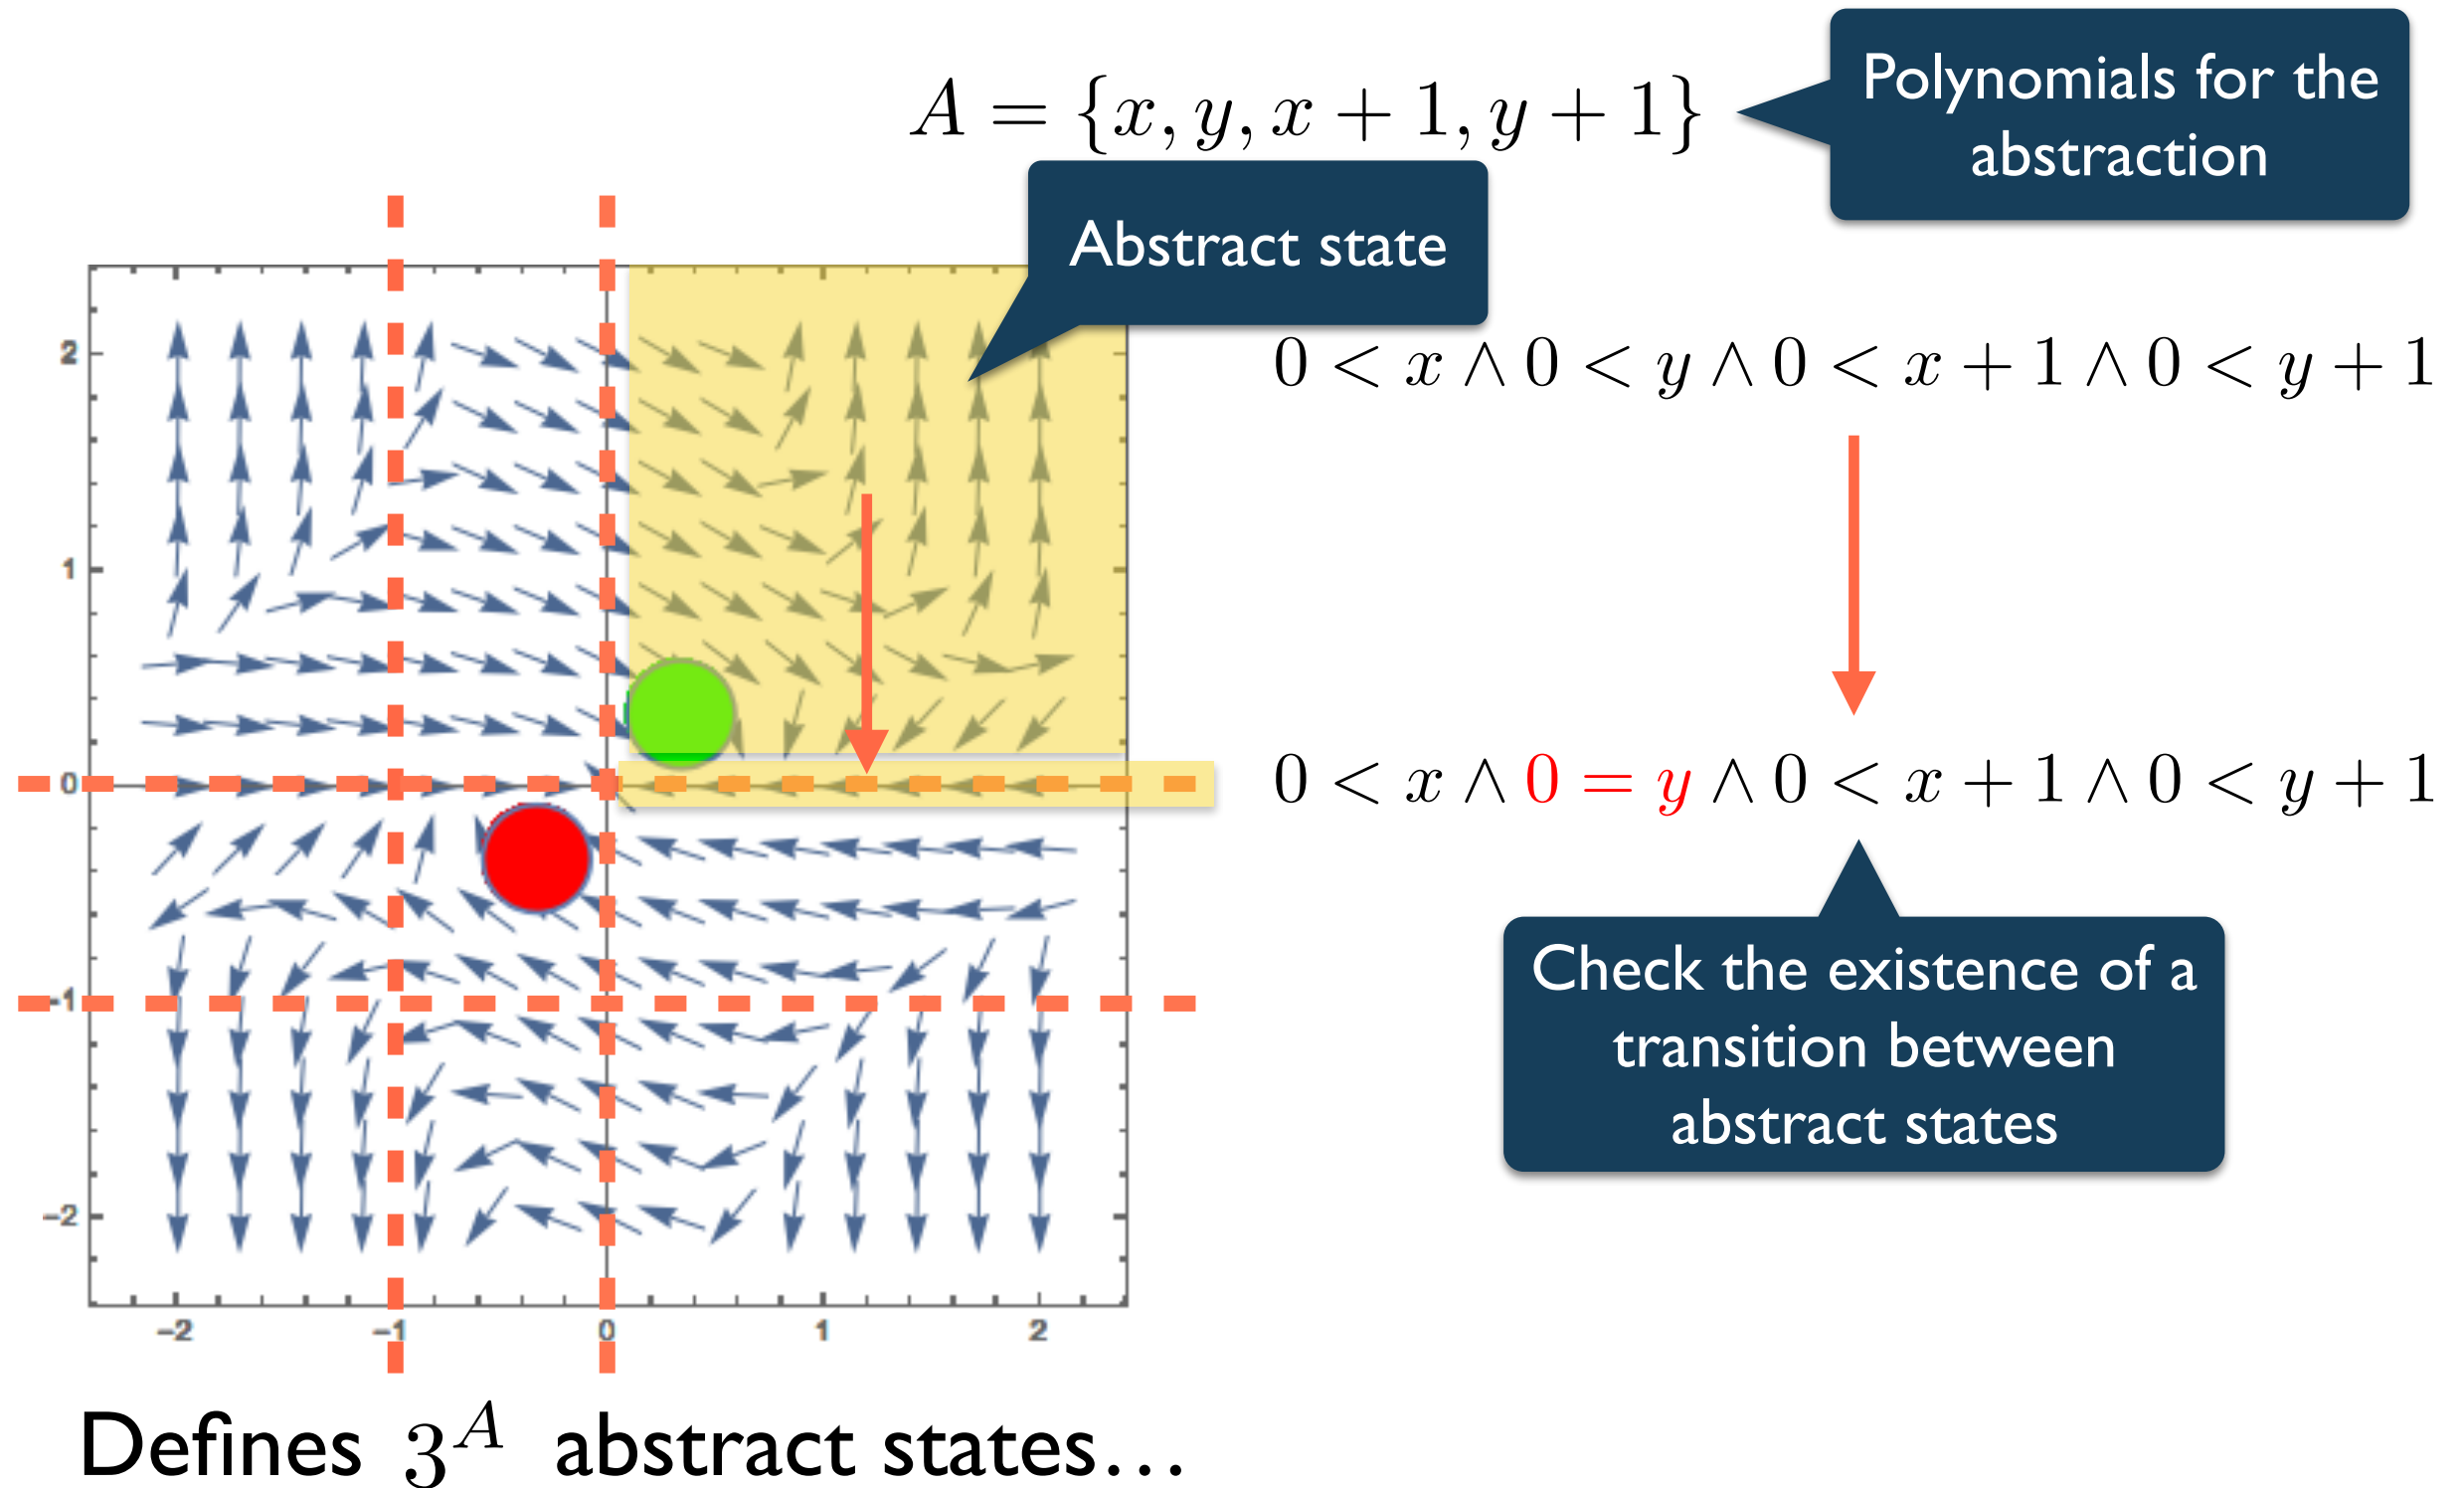 A = {x, y, x + 1, y + 1}
Polynomials for the
abstraction
Abstract state
0 < x ∧ 0 < y ∧ 0 < x + 1 ∧ 0 < y + 1
0 < x ∧ 0 = y ∧ 0 < x + 1 ∧ 0 < y + 1
Check the existence of a
transition between
abstract states
2
1
0
-1
-2
-2 -1 0 1 2
Defines 3^A abstract states...